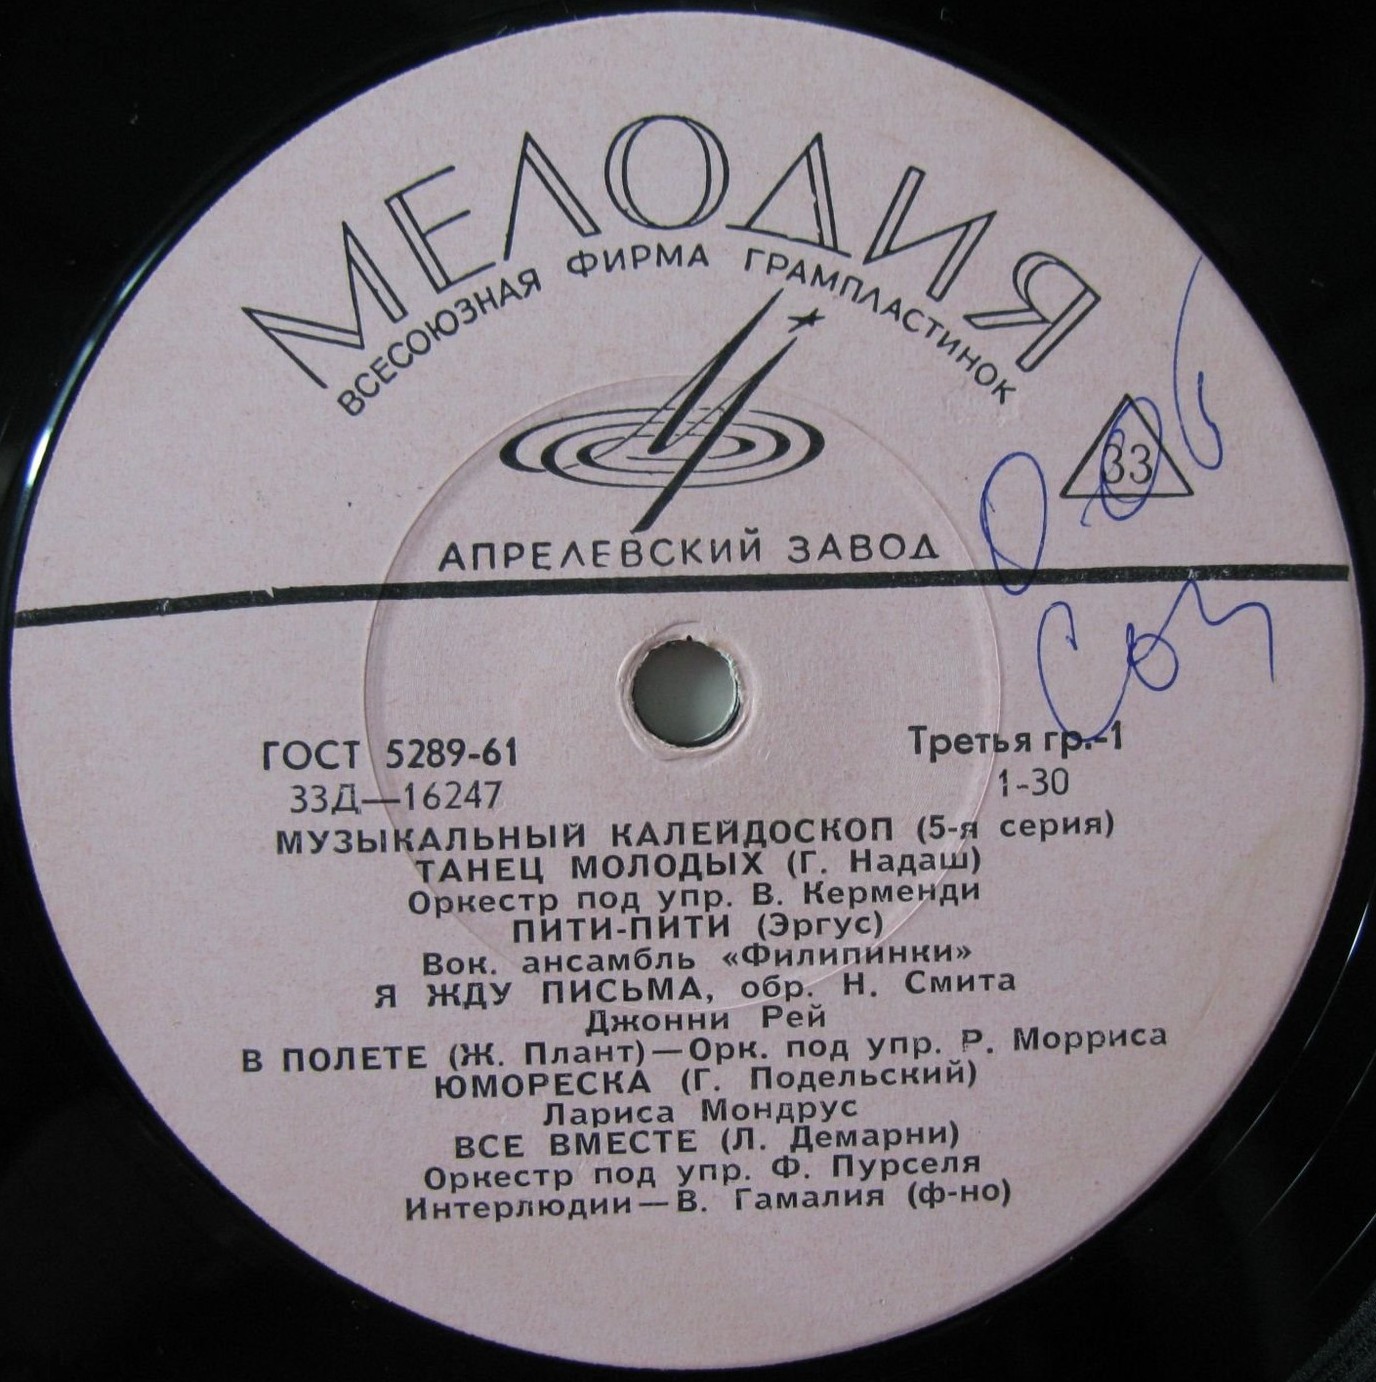 МЕЛОДИЯ
ВСЕСОЮЗНАЯ ФИРМА ГРАМПЛАСТИНОК
33
АПРЕЛЕВСКИЙ ЗАВОД
ГОСТ 5289-61
Третья гр.-1
33Д—16247
1-30
МУЗЫКАЛЬНЫЙ КАЛЕЙДОСКОП (5-я серия)
ТАНЕЦ МОЛОДЫХ (Г. Надаш)
Оркестр под упр. В. Керменди
ПИТИ-ПИТИ (Эргус)
Вок. ансамбль «Филипинки»
Я ЖДУ ПИСЬМА, обр. Н. Смита
Джонни Рей
В ПОЛЕТЕ (Ж. Плант)—Орк. под упр. Р. Морриса
ЮМОРЕСКА (Г. Подельский)
Лариса Мондрус
ВСЕ ВМЕСТЕ (Л. Демарни)
Оркестр под упр. Ф. Пурселя
Интерлюдии—В. Гамалия (ф-но)